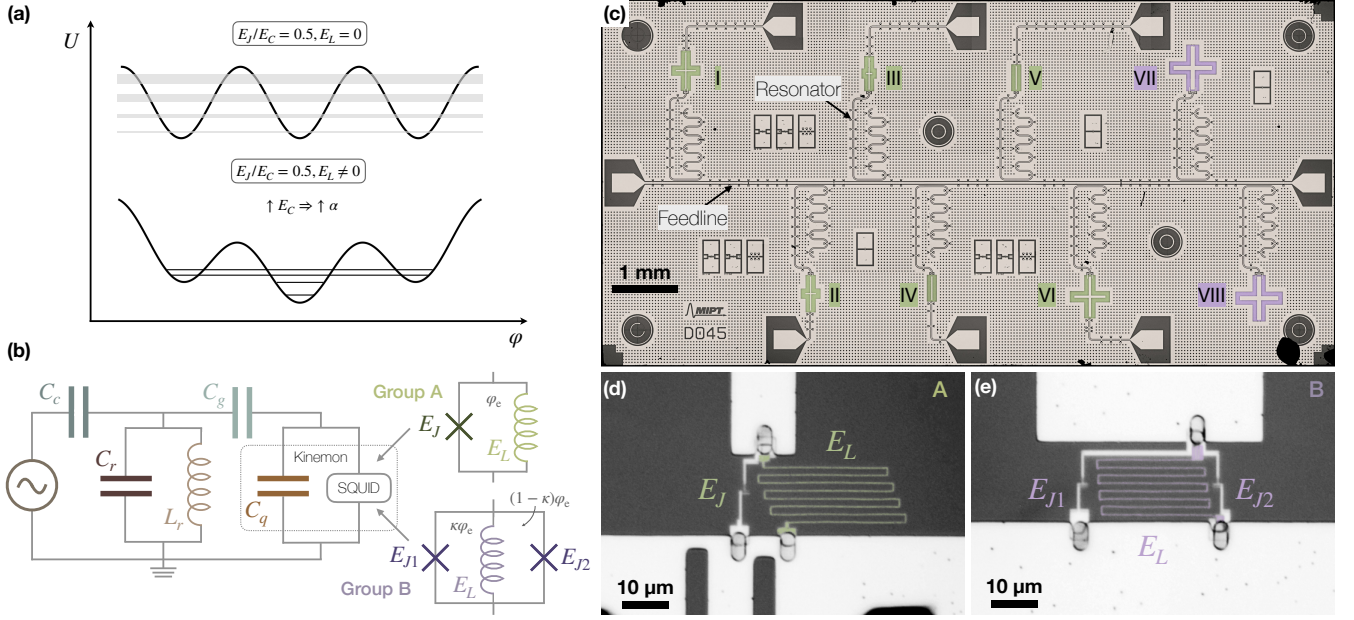 (a)
U
E_J/E_C = 0.5, E_L = 0
E_J/E_C = 0.5, E_L ≠ 0
↑ E_C ⇒ ↑ α
φ
(b)
C_c
C_g
C_r
L_r
Kinemon
C_q
SQUID
Group A
φ_e
E_J
E_L
(1 − κ)φ_e
κφ_e
E_J1
E_L
E_J2
Group B
(c)
I
III
V
VII
Resonator
Feedline
1 mm
II
IV
VI
VIII
MIPT
D045
(d)
A
E_L
E_J
10 µm
(e)
B
E_J1
E_J2
E_L
10 µm